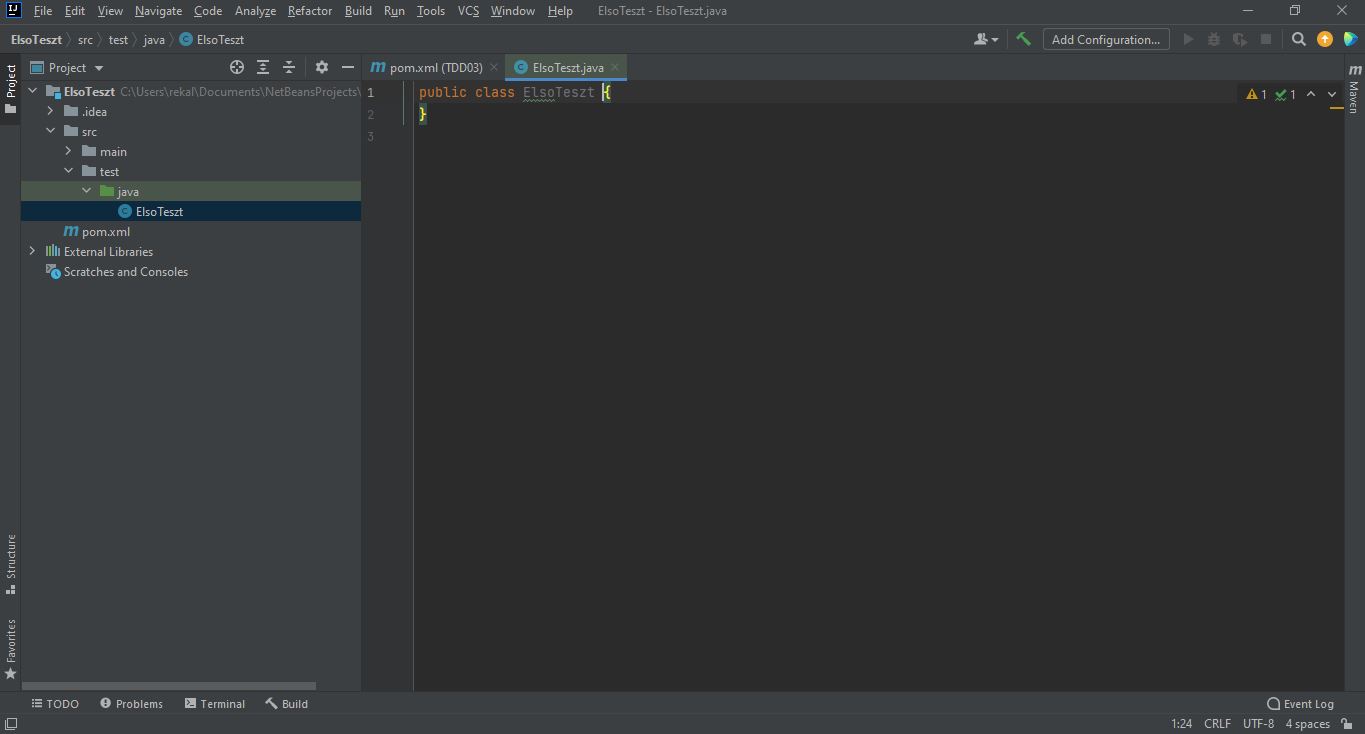 IJ File Edit View Navigate Code Analyze Refactor Build Run Tools VCS Window Help ElsoTeszt - ElsoTeszt.java
ElsoTeszt src test java C ElsoTeszt Add Configuration...
Project Project m pom.xml (TDD03) C ElsoTeszt.java m Maven
ElsoTeszt C:\Users\rekal\Documents\NetBeansProjects\ 1 public class ElsoTeszt { 1 1
.idea 2 }
src 3
main
test
java
C ElsoTeszt
m pom.xml
External Libraries
Scratches and Consoles
Structure
Favorites
TODO Problems Terminal Build Event Log
1:24 CRLF UTF-8 4 spaces